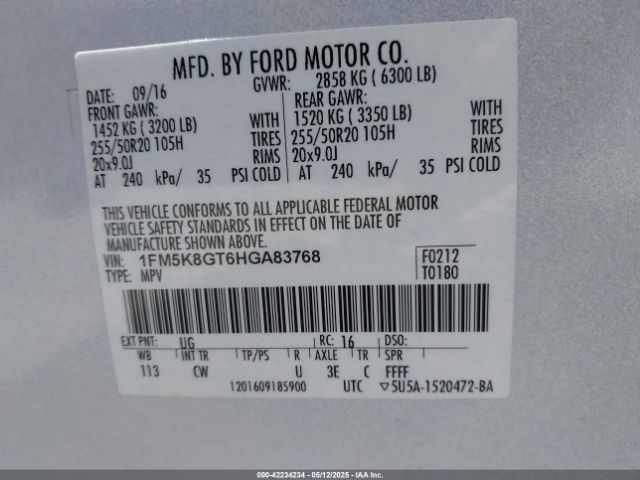 MFD. BY FORD MOTOR CO.
DATE: 09/16 GVWR: 2858 KG ( 6300 LB)
FRONT GAWR: REAR GAWR:
1452 KG ( 3200 LB) WITH 1520 KG ( 3350 LB) WITH
255/50R20 105H TIRES 255/50R20 105H TIRES
20x9.0J RIMS 20x9.0J RIMS
AT 240 kPa/ 35 PSI COLD AT 240 kPa/ 35 PSI COLD
THIS VEHICLE CONFORMS TO ALL APPLICABLE FEDERAL MOTOR
VEHICLE SAFETY STANDARDS IN EFFECT ON THE DATE OF
MANUFACTURE SHOWN ABOVE.
VIN: 1FM5K8GT6HGA83768 F0212
TYPE: MPV T0180
EXT PNT: UG RC: 16 DSO:
WB INT TR TP/PS R AXLE TR SPR
113 CW U 3E C FFFF
1201609185900 UTC ▽5U5A-1520472-BA
000-42234234 - 05/12/2025 - IAA Inc.